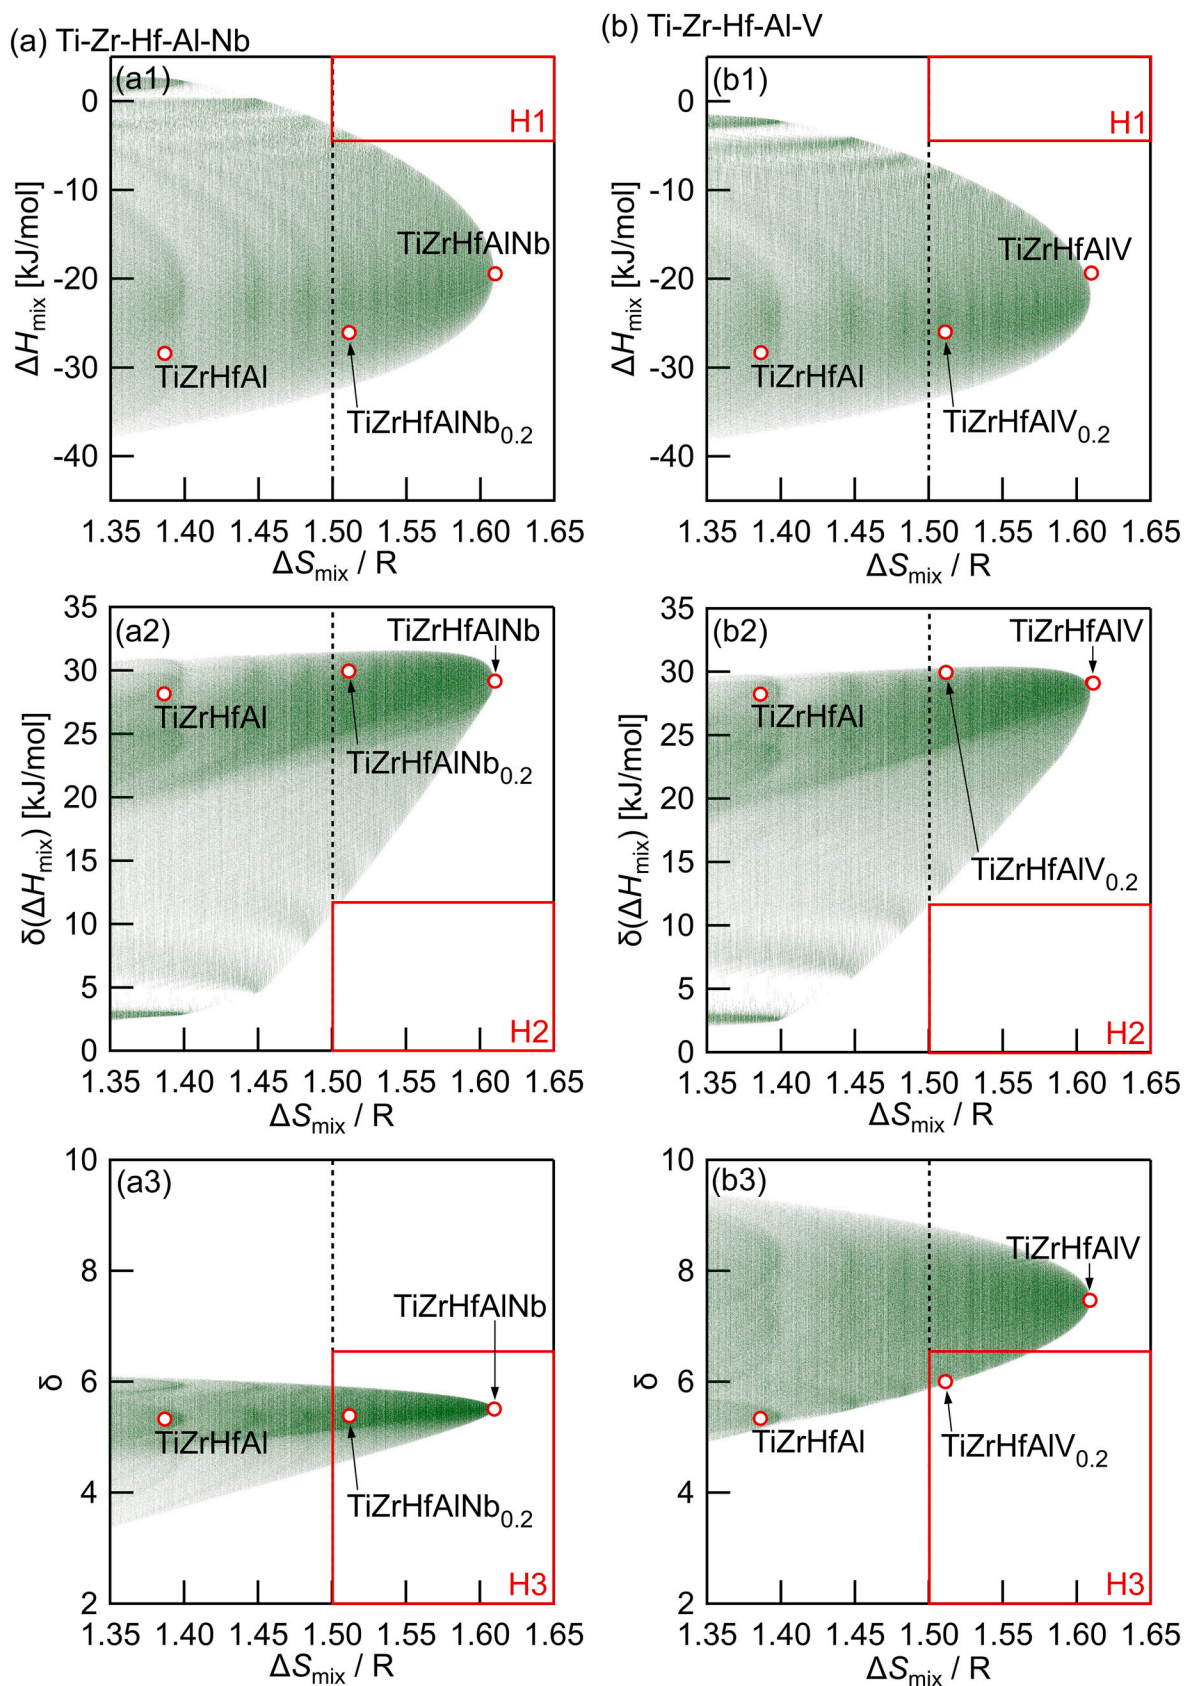 (a) Ti-Zr-Hf-Al-Nb
(b) Ti-Zr-Hf-Al-V
(a1)
H1
0
-10
-20
-30
-40
ΔHmix [kJ/mol]
TiZrHfAlNb
TiZrHfAl
TiZrHfAlNb0.2
1.35 1.40 1.45 1.50 1.55 1.60 1.65
ΔSmix / R
(b1)
H1
0
-10
-20
-30
-40
ΔHmix [kJ/mol]
TiZrHfAlV
TiZrHfAl
TiZrHfAlV0.2
1.35 1.40 1.45 1.50 1.55 1.60 1.65
ΔSmix / R
(a2)
35
30
25
20
15
10
5
0
δ(ΔHmix) [kJ/mol]
TiZrHfAlNb
TiZrHfAl
TiZrHfAlNb0.2
H2
1.35 1.40 1.45 1.50 1.55 1.60 1.65
ΔSmix / R
(b2)
35
30
25
20
15
10
5
0
δ(ΔHmix) [kJ/mol]
TiZrHfAlV
TiZrHfAl
TiZrHfAlV0.2
H2
1.35 1.40 1.45 1.50 1.55 1.60 1.65
ΔSmix / R
(a3)
10
8
6
4
2
δ
TiZrHfAlNb
TiZrHfAl
TiZrHfAlNb0.2
H3
1.35 1.40 1.45 1.50 1.55 1.60 1.65
ΔSmix / R
(b3)
10
8
6
4
2
δ
TiZrHfAlV
TiZrHfAl
TiZrHfAlV0.2
H3
1.35 1.40 1.45 1.50 1.55 1.60 1.65
ΔSmix / R